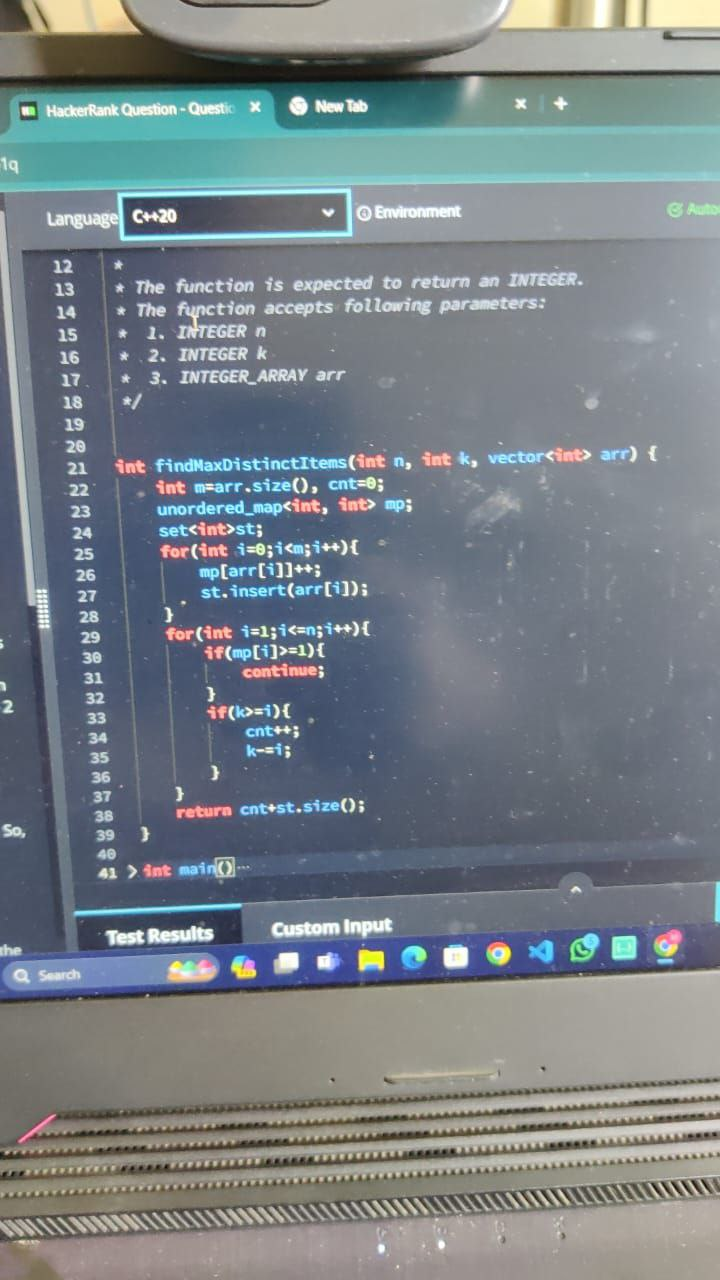 HackerRank Question - Questio
New Tab
1q
Language
C++20
Environment
Auto
12 *
13 * The function is expected to return an INTEGER.
14 * The function accepts following parameters:
15 * 1. INTEGER n
16 * 2. INTEGER k
17 * 3. INTEGER_ARRAY arr
18 */
19
20
21 int findMaxDistinctItems(int n, int k, vector<int> arr) {
22 int m=arr.size(), cnt=0;
23 unordered_map<int, int> mp;
24 set<int>st;
25 for(int i=0;i<m;i++){
26 mp[arr[i]]++;
27 st.insert(arr[i]);
28 }
29 for(int i=1;i<=n;i++){
30 if(mp[i]>=1){
31 continue;
32 }
33 if(k>=i){
34 cnt++;
35 k-=i;
36 }
37 }
38 return cnt+st.size();
39 }
40
41 > int main()...
2
So,
the
Test Results
Custom Input
Search